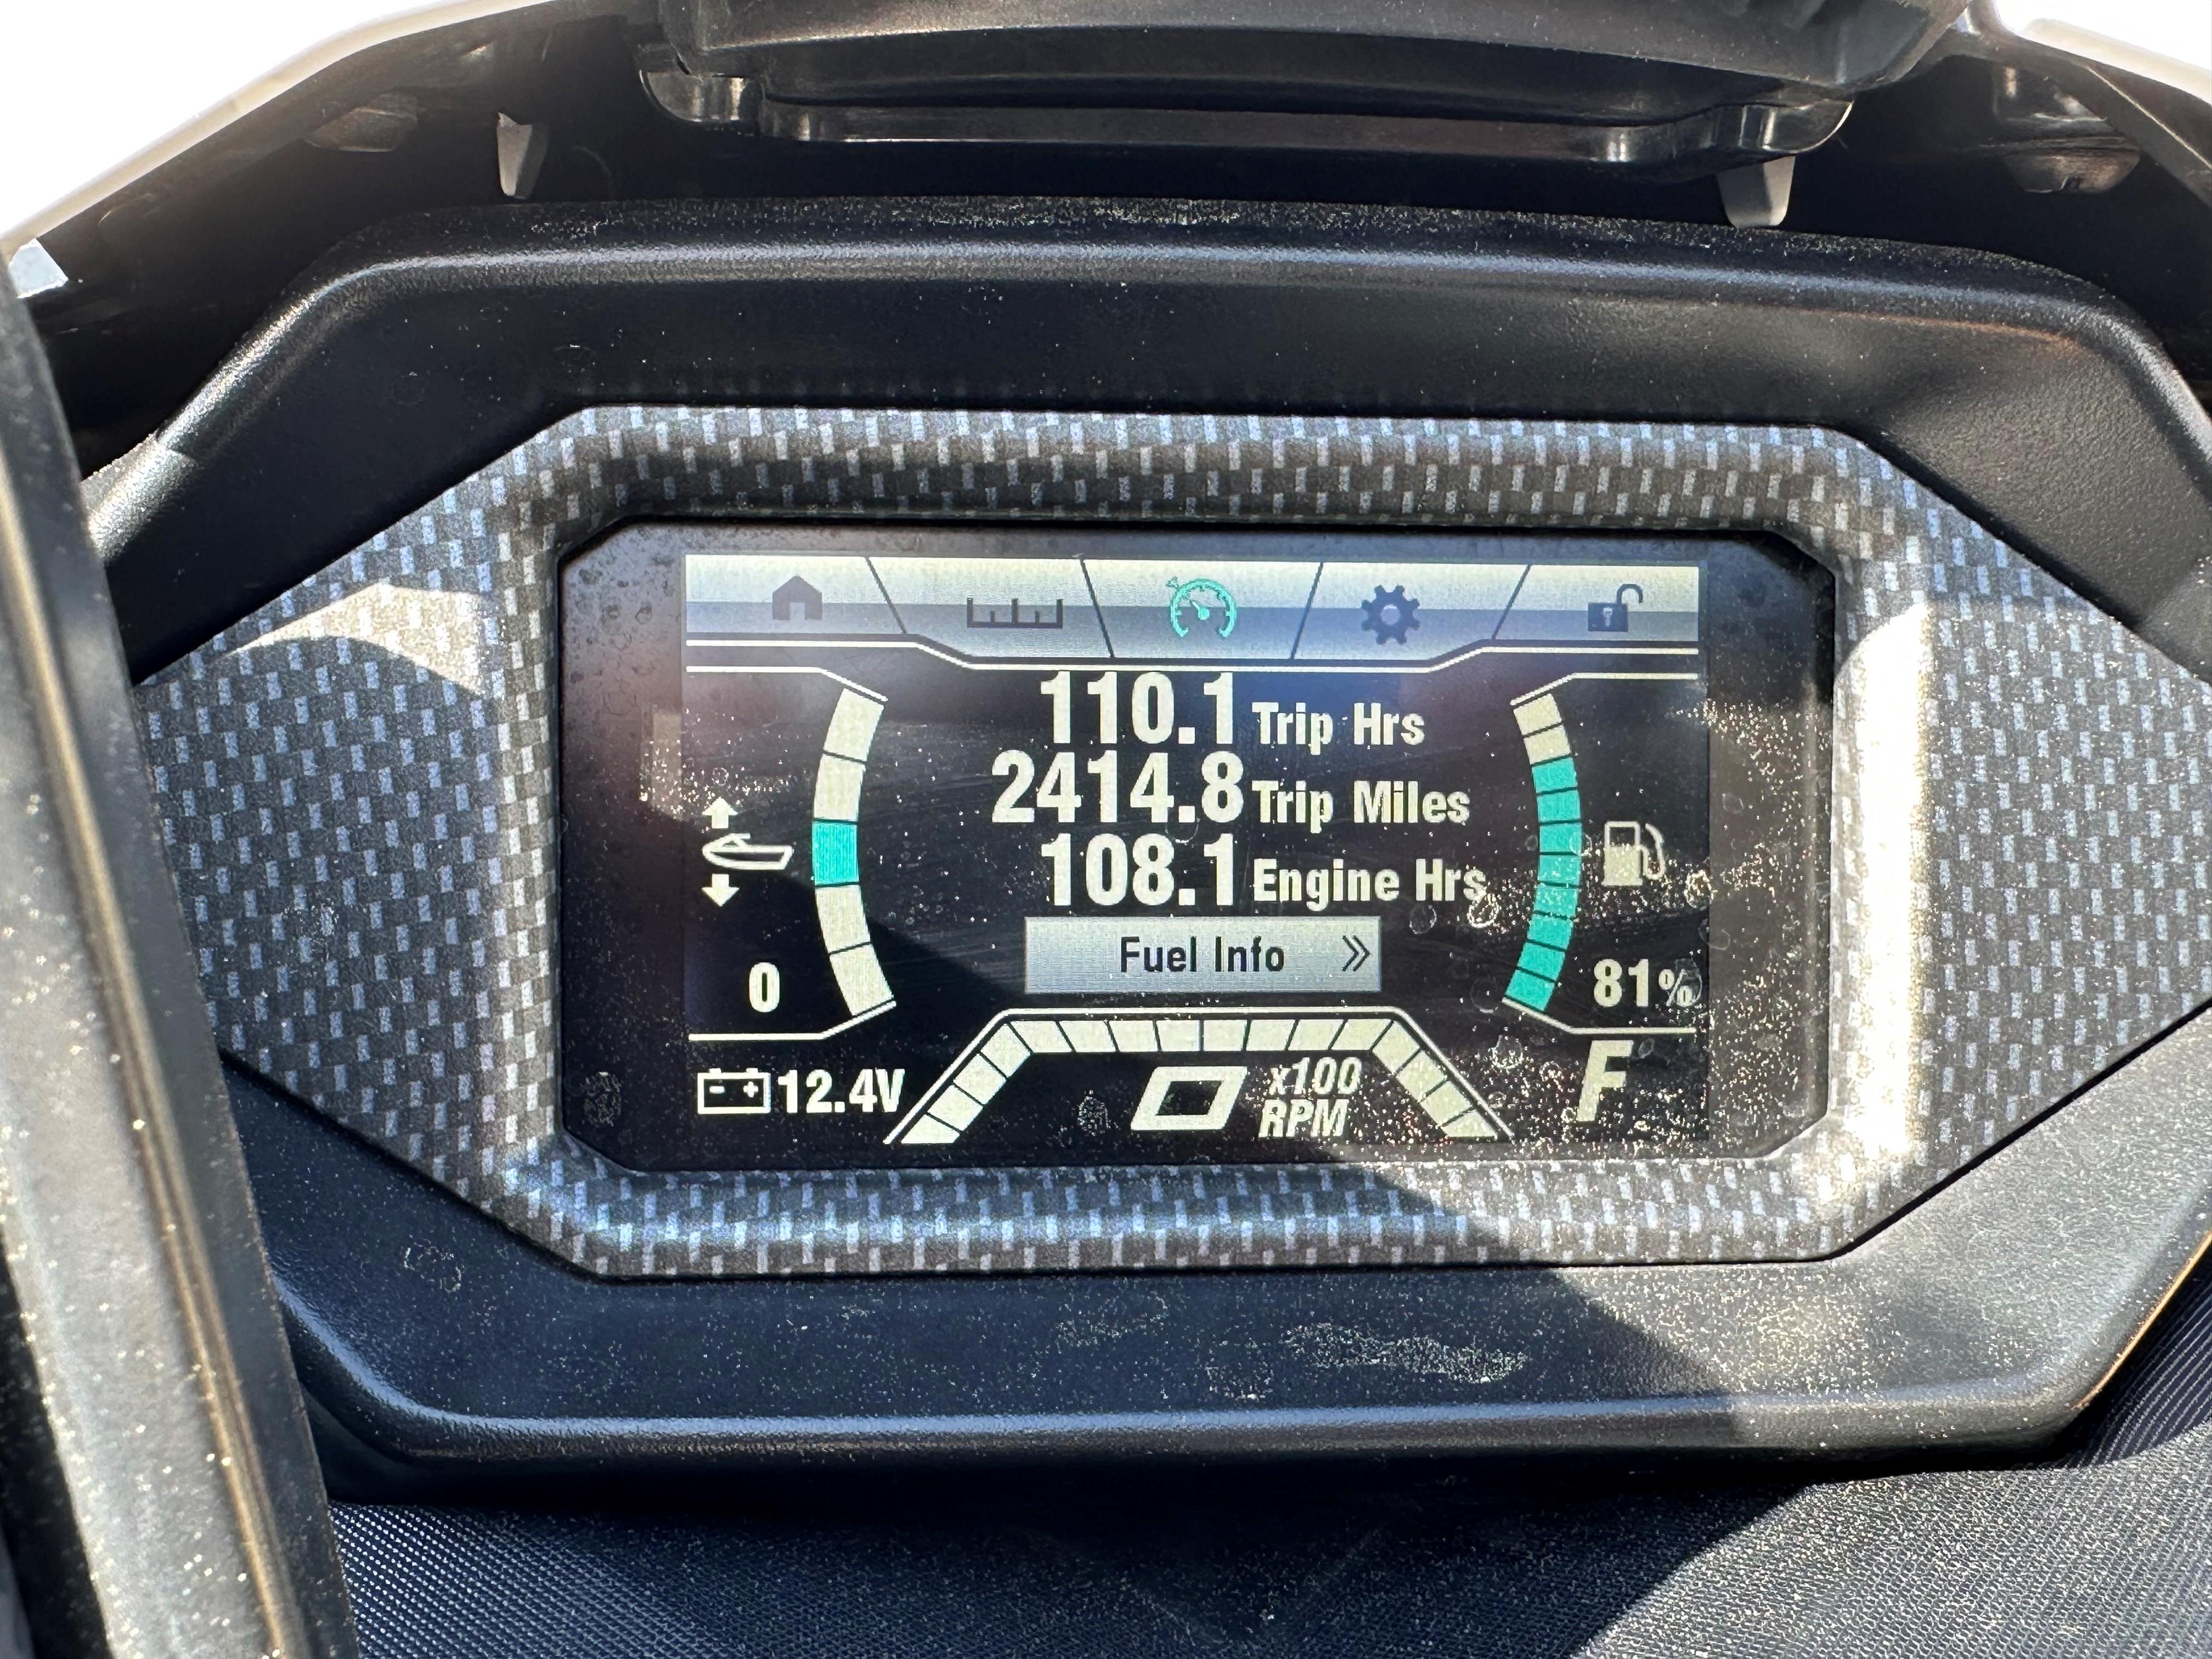 110.1 Trip Hrs
2414.8 Trip Miles
108.1 Engine Hrs
Fuel Info »
0
81%
12.4V
0 x100
RPM
F